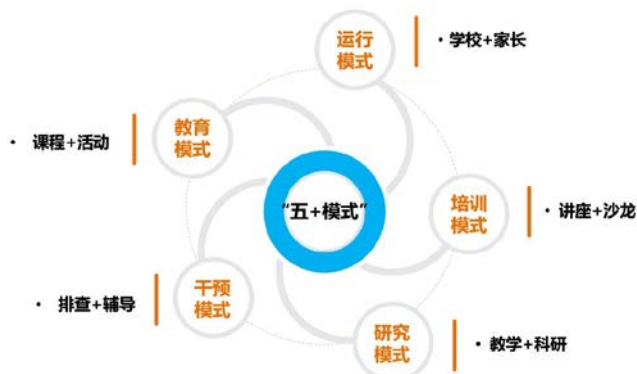 运行
模式
• 学校+家长
教育
模式
• 课程+活动
“五+模式”
培训
模式
• 讲座+沙龙
干预
模式
• 排查+辅导
研究
模式
• 教学+科研